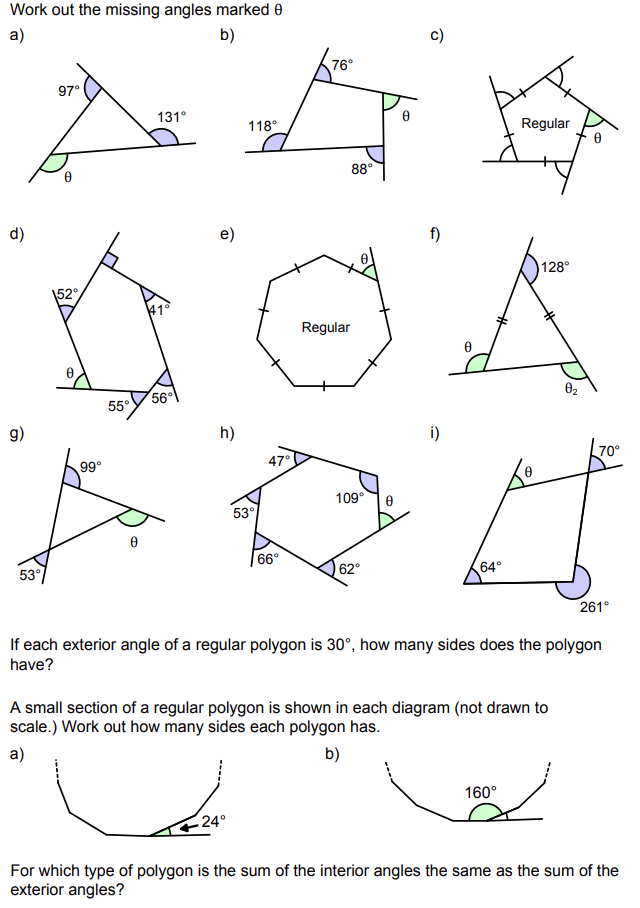 Work out the missing angles marked θ
a) b) c)
97° 131° θ
76° 118° θ 88°
Regular θ
d) e) f)
52° 41° θ 55° 56°
θ Regular
128° θ θ₂
g) h) i)
99° θ 53°
47° 53° 109° θ 66° 62°
70° θ 64° 261°
If each exterior angle of a regular polygon is 30°, how many sides does the polygon
have?
A small section of a regular polygon is shown in each diagram (not drawn to
scale.) Work out how many sides each polygon has.
a) b)
24°
160°
For which type of polygon is the sum of the interior angles the same as the sum of the
exterior angles?